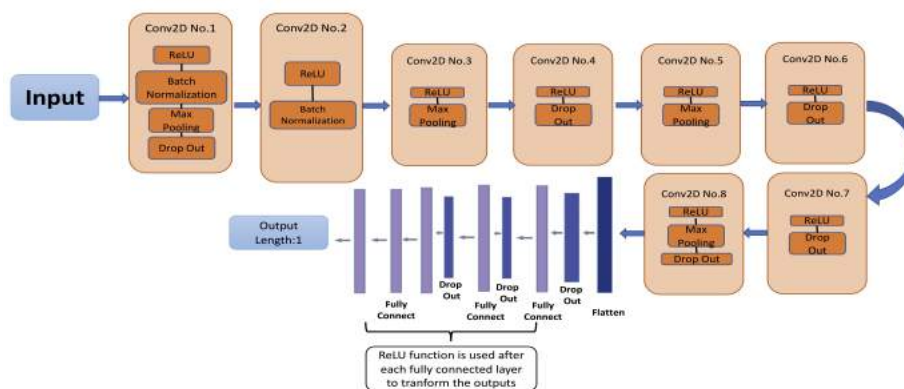 Input
Conv2D No.1
ReLU
Batch
Normalization
Max
Pooling
Drop Out
Conv2D No.2
ReLU
Batch
Normalization
Conv2D No.3
ReLU
Max
Pooling
Conv2D No.4
ReLU
Drop
Out
Conv2D No.5
ReLU
Max
Pooling
Conv2D No.6
ReLU
Drop
Out
Conv2D No.7
ReLU
Drop
Out
Conv2D No.8
ReLU
Max
Pooling
Drop Out
Flatten
Drop
Out
Fully
Connect
Drop
Out
Fully
Connect
Drop
Out
Fully
Connect
Output
Length:1
ReLU function is used after
each fully connected layer
to tranform the outputs